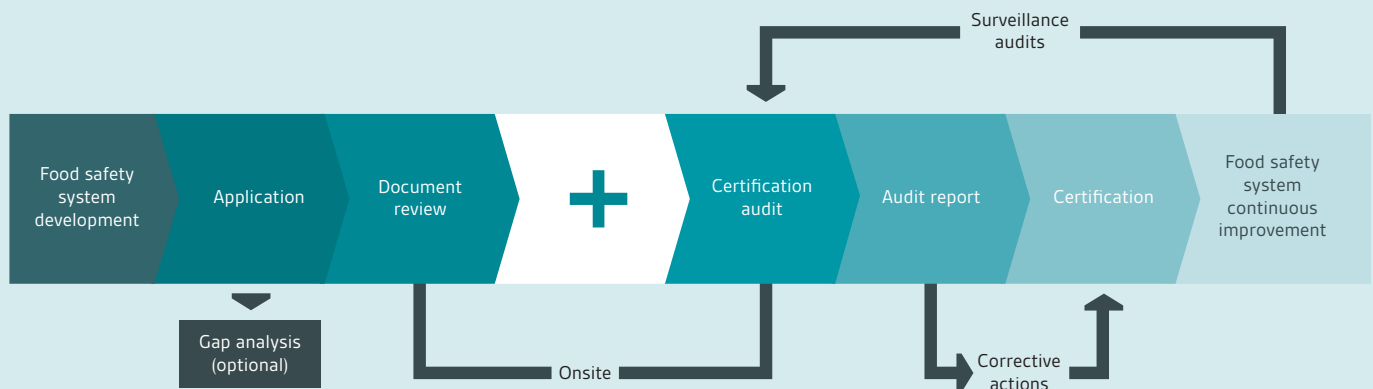 Surveillance
audits
Food safety
system
development
Application
Document
review
+
Certification
audit
Audit report
Certification
Food safety
system
continuous
improvement
Gap analysis
(optional)
Onsite
Corrective
actions